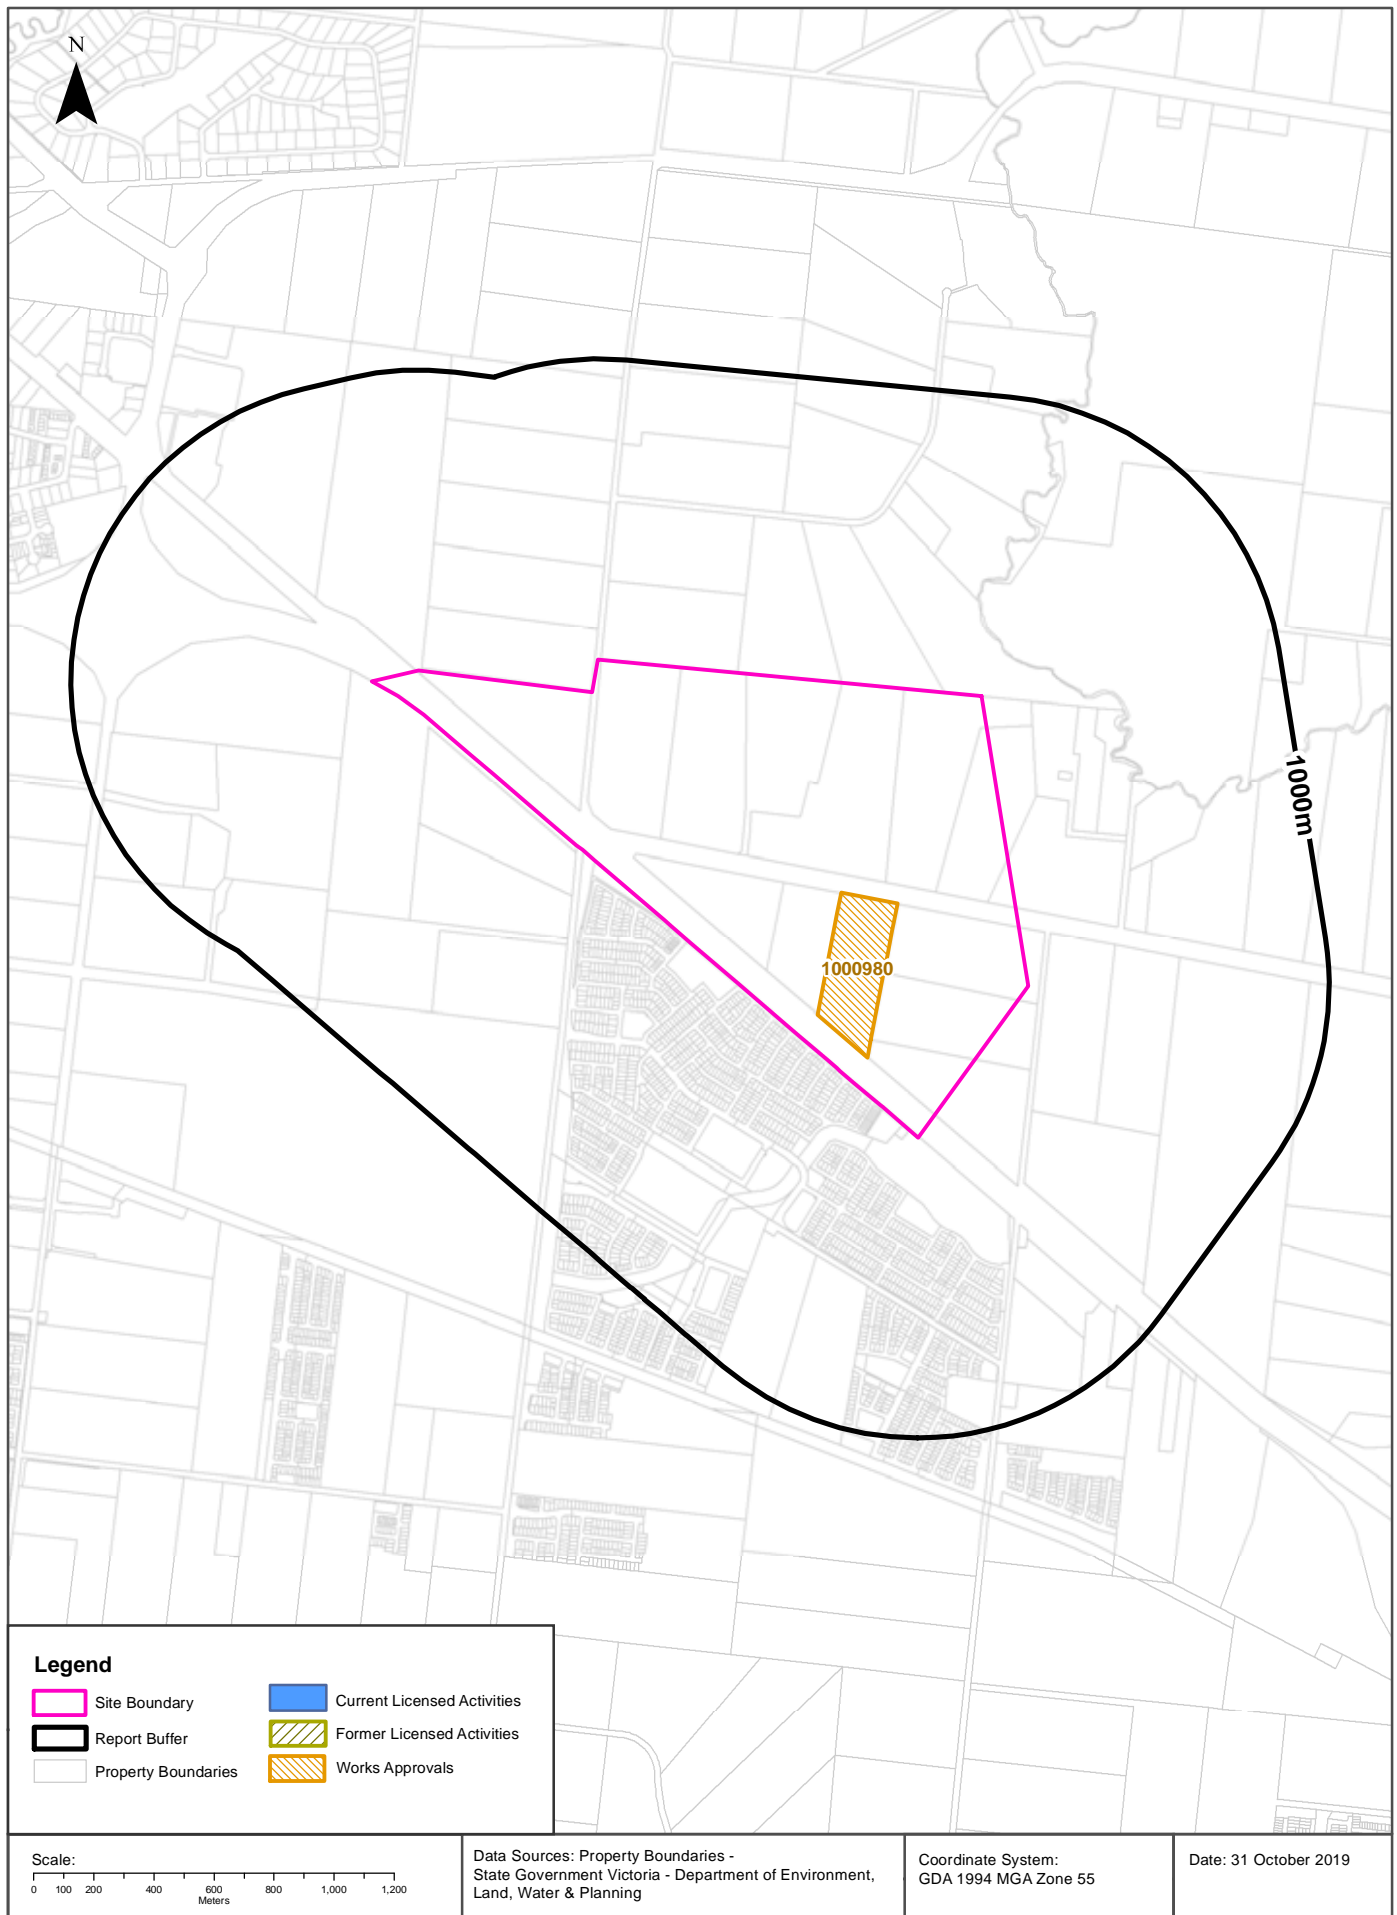 N
1000m
1000980
Legend
Site Boundary
Report Buffer
Property Boundaries
Current Licensed Activities
Former Licensed Activities
Works Approvals
Scale:
0 100 200 400 600 800 1,000 1,200
Meters
Data Sources: Property Boundaries -
State Government Victoria - Department of Environment,
Land, Water & Planning
Coordinate System:
GDA 1994 MGA Zone 55
Date: 31 October 2019